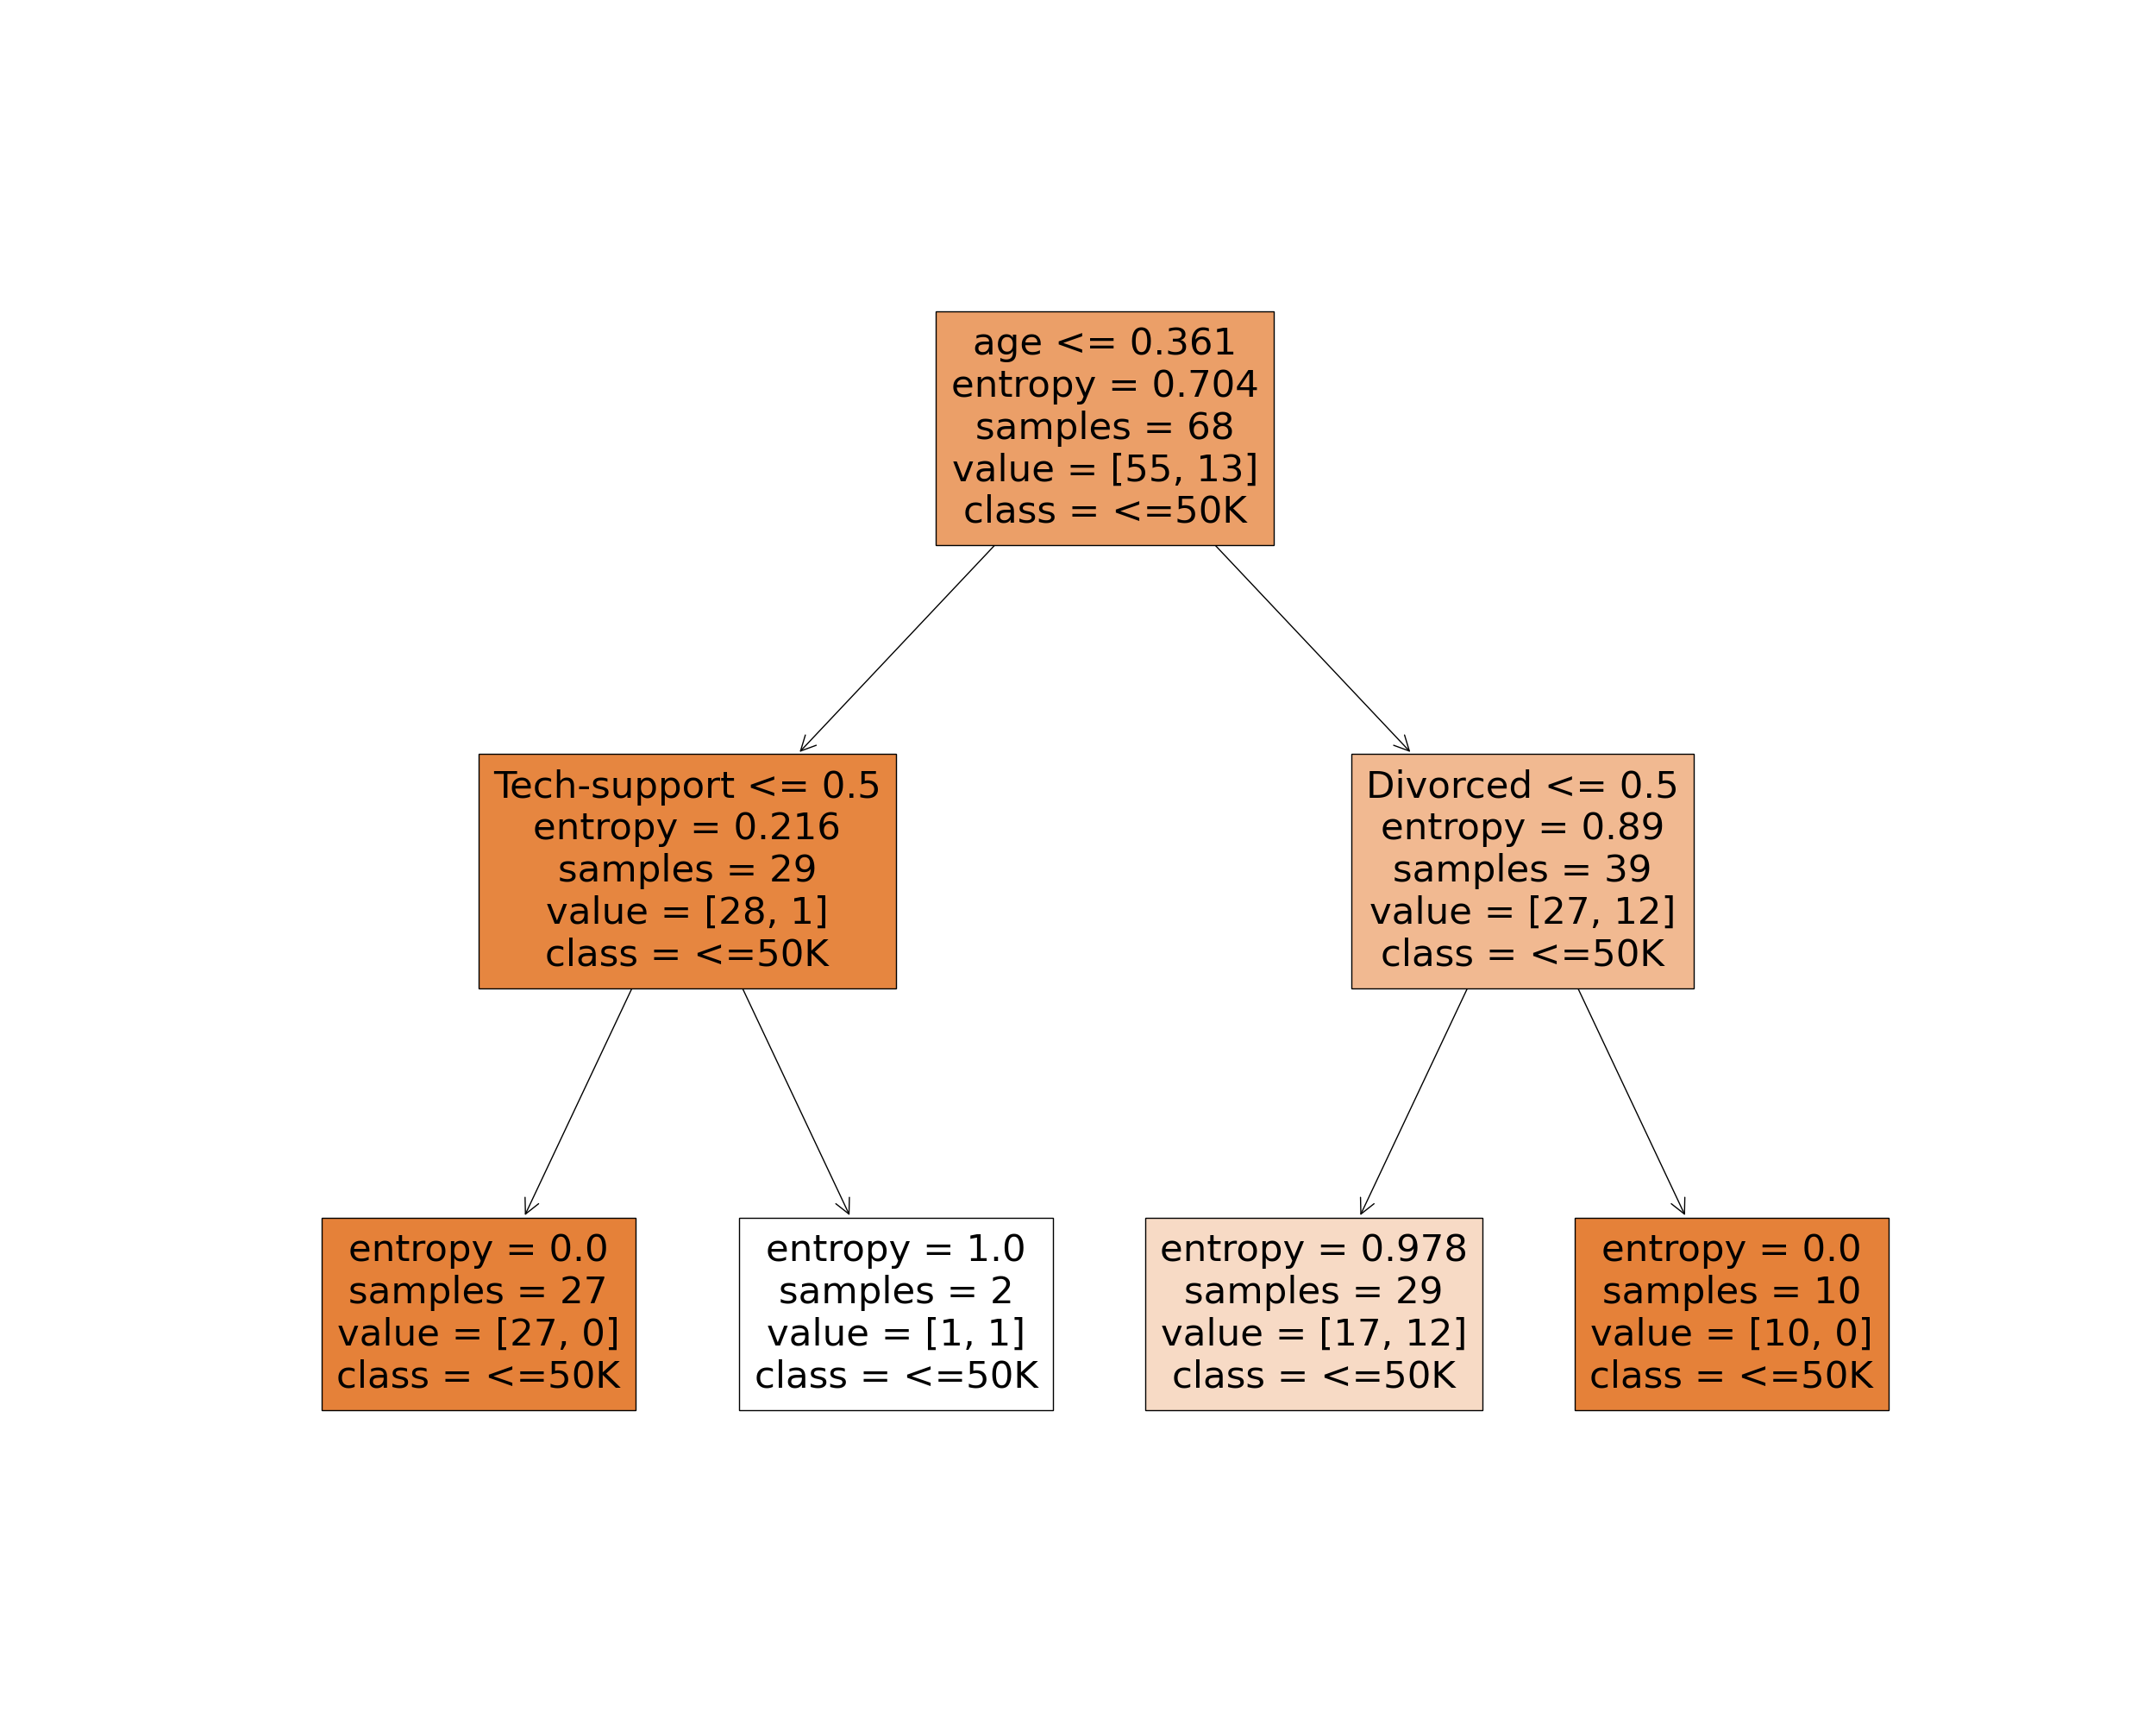 age <= 0.361
entropy = 0.704
samples = 68
value = [55, 13]
class = <=50K
Tech-support <= 0.5
entropy = 0.216
samples = 29
value = [28, 1]
class = <=50K
Divorced <= 0.5
entropy = 0.89
samples = 39
value = [27, 12]
class = <=50K
entropy = 0.0
samples = 27
value = [27, 0]
class = <=50K
entropy = 1.0
samples = 2
value = [1, 1]
class = <=50K
entropy = 0.978
samples = 29
value = [17, 12]
class = <=50K
entropy = 0.0
samples = 10
value = [10, 0]
class = <=50K